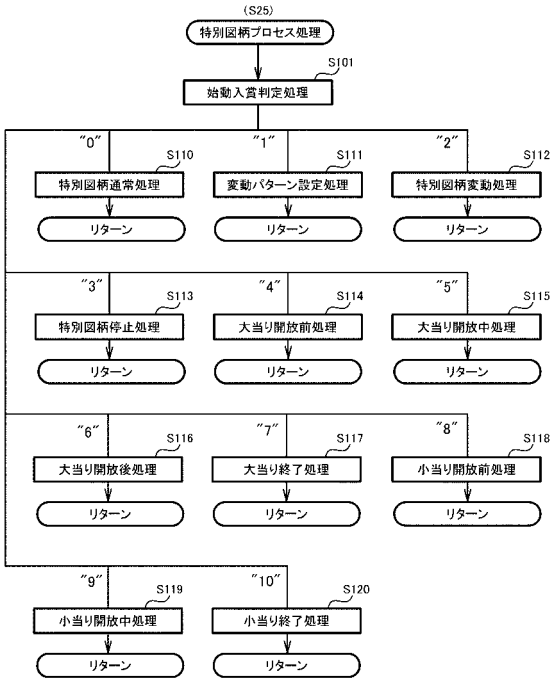 (S25)
特別図柄プロセス処理
S101
始動入賞判定処理
"0"
"1"
"2"
S110
S111
S112
特別図柄通常処理
変動パターン設定処理
特別図柄変動処理
リターン
リターン
リターン
"3"
"4"
"5"
S113
S114
S115
特別図柄停止処理
大当り開放前処理
大当り開放中処理
リターン
リターン
リターン
"6"
"7"
"8"
S116
S117
S118
大当り開放後処理
大当り終了処理
小当り開放前処理
リターン
リターン
リターン
"9"
"10"
S119
S120
小当り開放中処理
小当り終了処理
リターン
リターン